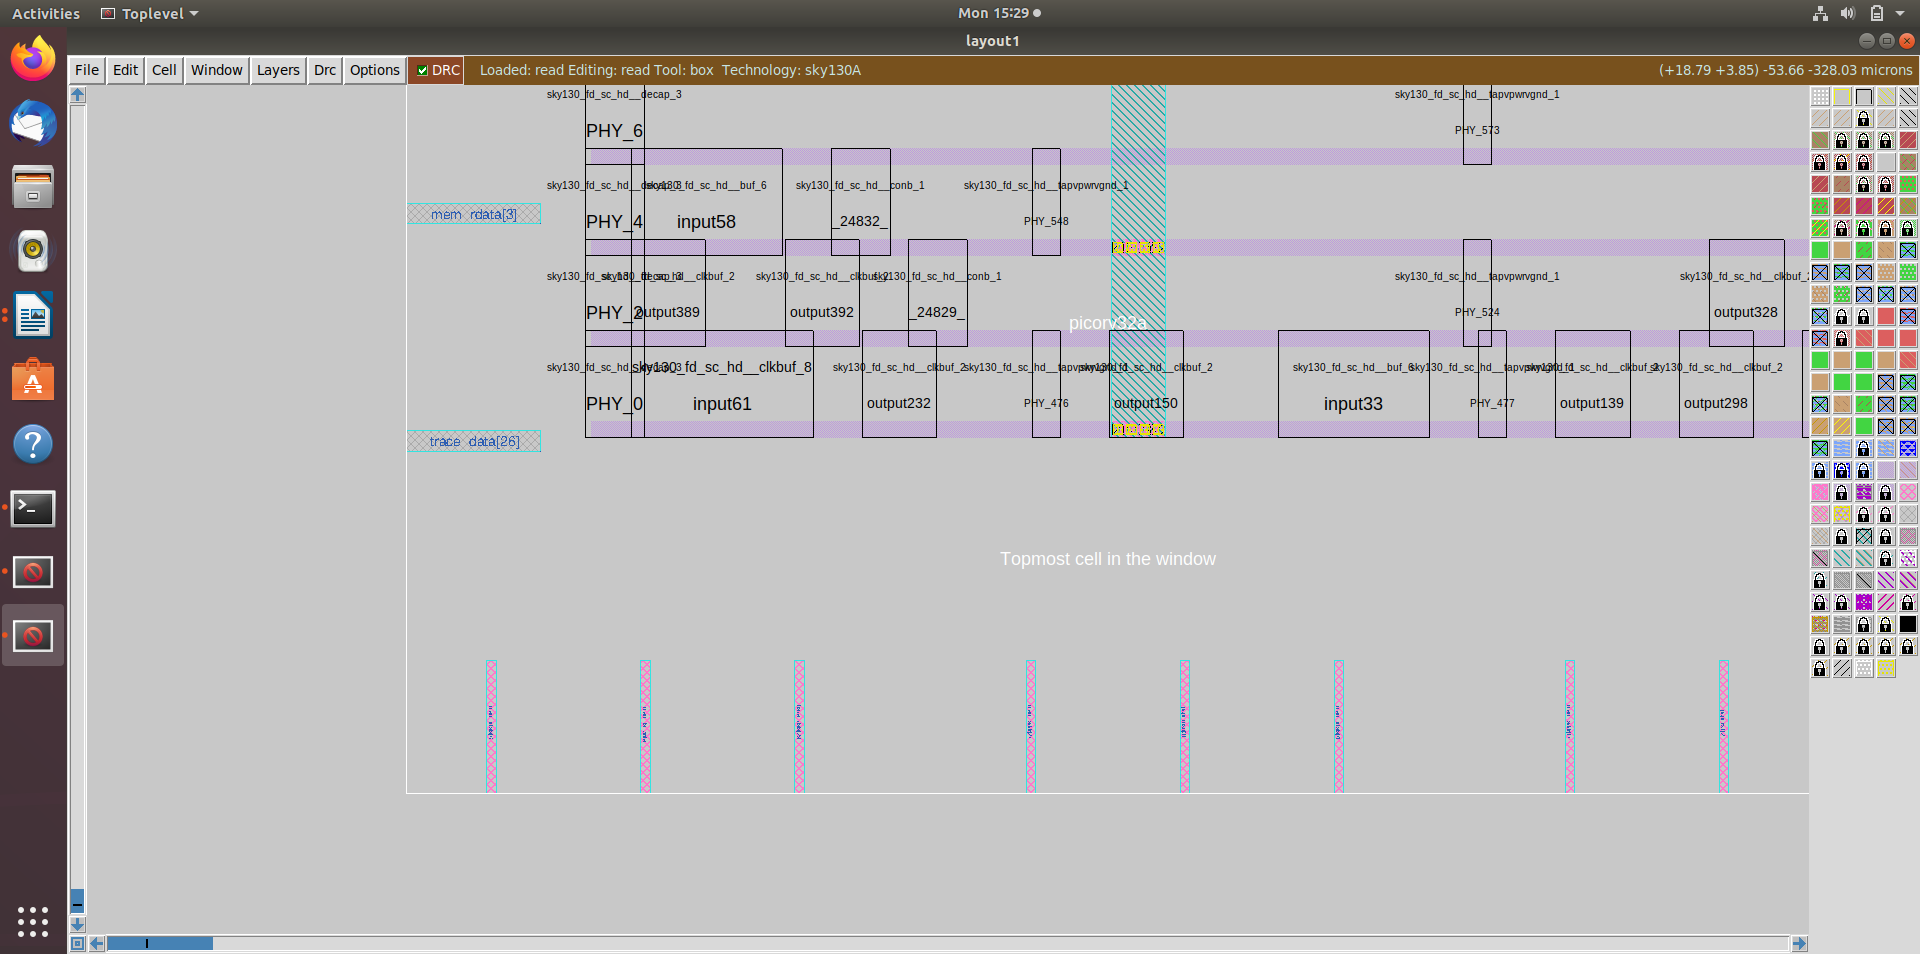 Activities Toplevel Mon 15:29
layout1
File Edit Cell Window Layers Drc Options DRC Loaded: read Editing: read Tool: box Technology: sky130A (+18.79 +3.85) -53.66 -328.03 microns
sky130_fd_sc_hd__decap_3 sky130_fd_sc_hd__tapvpwrvgnd_1
PHY_6 PHY_573
sky130_fd_sc_hd__decap_3 sky130_fd_sc_hd__buf_6 sky130_fd_sc_hd__conb_1 sky130_fd_sc_hd__tapvpwrvgnd_1
mem_rdata[3] PHY_4 input58 _24832_ PHY_548
sky130_fd_sc_hd__decap_3 sky130_fd_sc_hd__clkbuf_2 sky130_fd_sc_hd__clkbuf_2 sky130_fd_sc_hd__conb_1 sky130_fd_sc_hd__tapvpwrvgnd_1 sky130_fd_sc_hd__clkbuf_2
PHY_2 output389 output392 _24829_ PHY_524 output328
picorv32a
sky130_fd_sc_hd__decap_3 sky130_fd_sc_hd__clkbuf_8 sky130_fd_sc_hd__clkbuf_2 sky130_fd_sc_hd__tapvpwrvgnd_1 sky130_fd_sc_hd__clkbuf_2 sky130_fd_sc_hd__buf_6 sky130_fd_sc_hd__tapvpwrvgnd_1 sky130_fd_sc_hd__clkbuf_2 sky130_fd_sc_hd__clkbuf_2
PHY_0 input61 output232 PHY_476 output150 input33 PHY_477 output139 output298
trace_data[26]
Topmost cell in the window